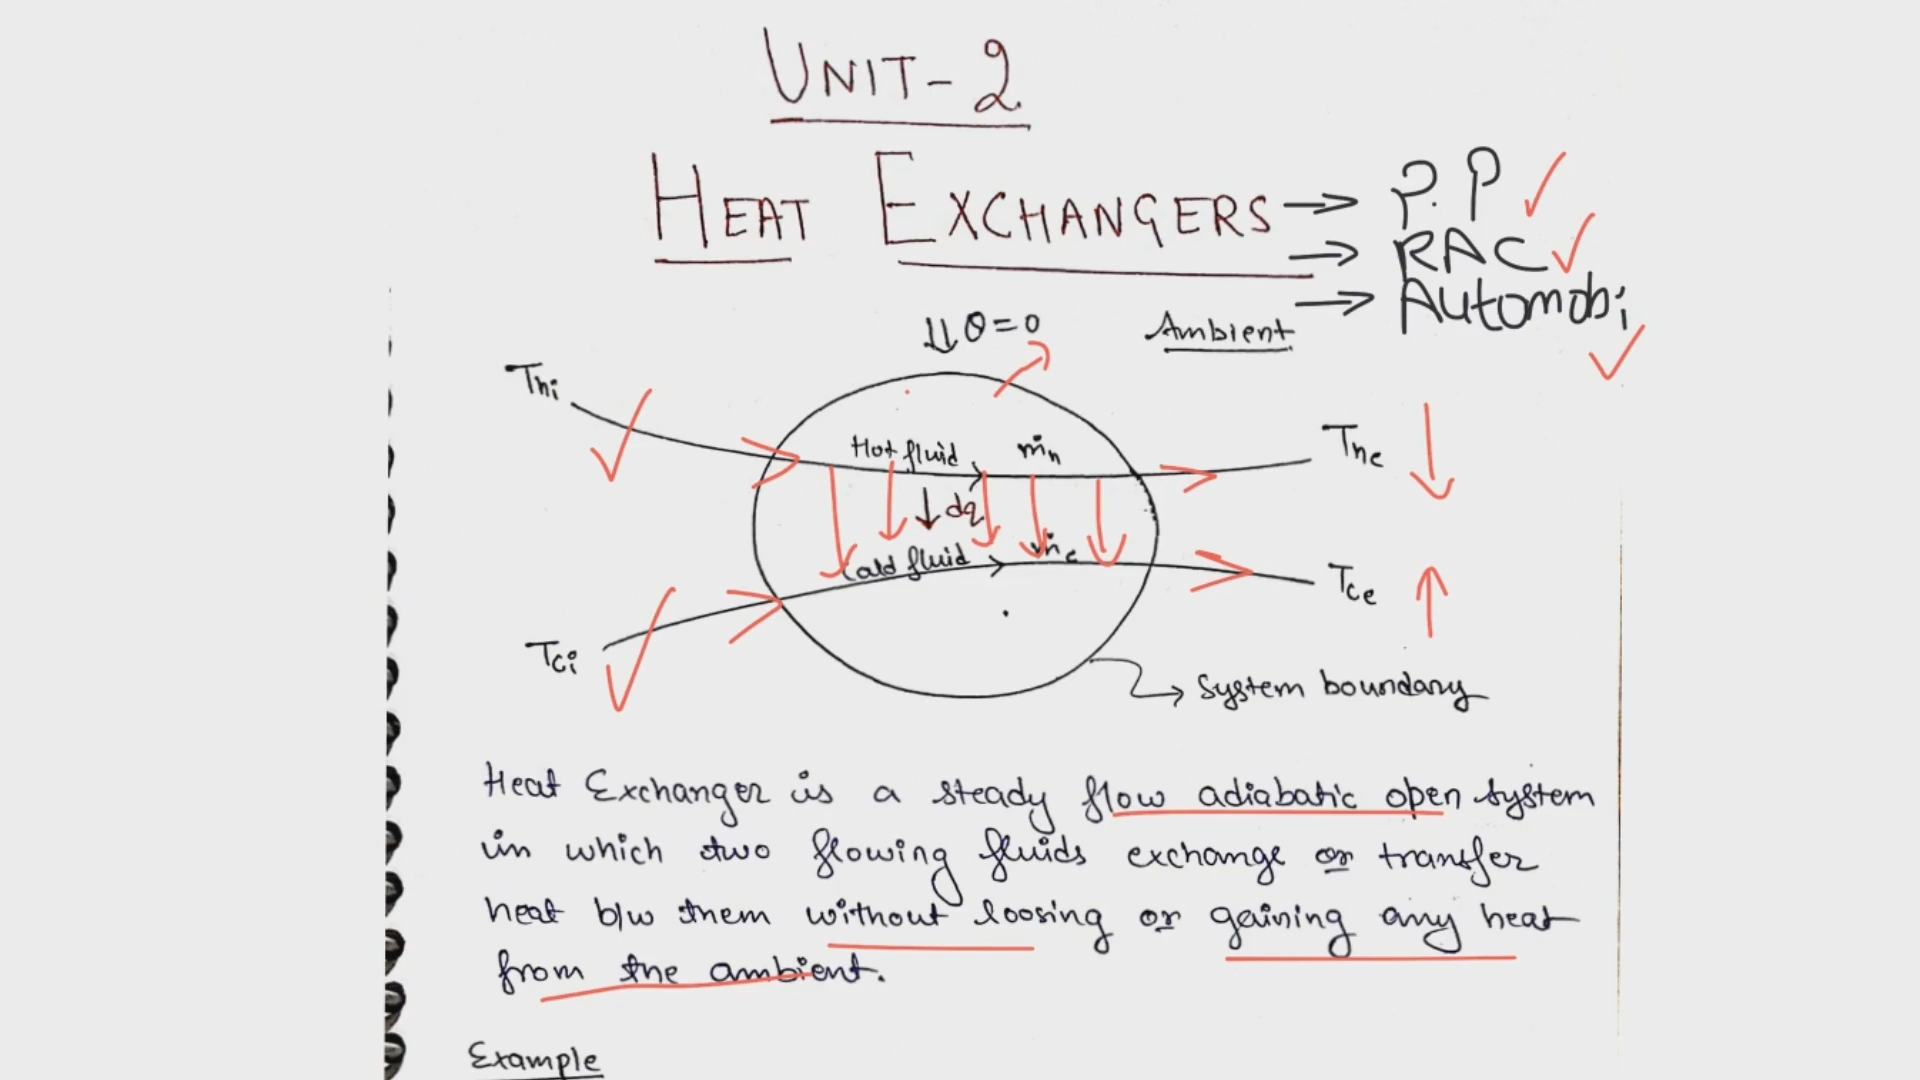 UNIT-2
HEAT EXCHANGERS → P.P
→ RAC
→ Automobi
↓↓Q=0
Ambient
Thi
Hot fluid
ṁh
The
↓ dq
Cold fluid
ṁc
Tce
Tci
System boundary
Heat Exchanger is a steady flow adiabatic open system
in which two flowing fluids exchange or transfer
heat b/w them without loosing or gaining any heat
from the ambient.
Example